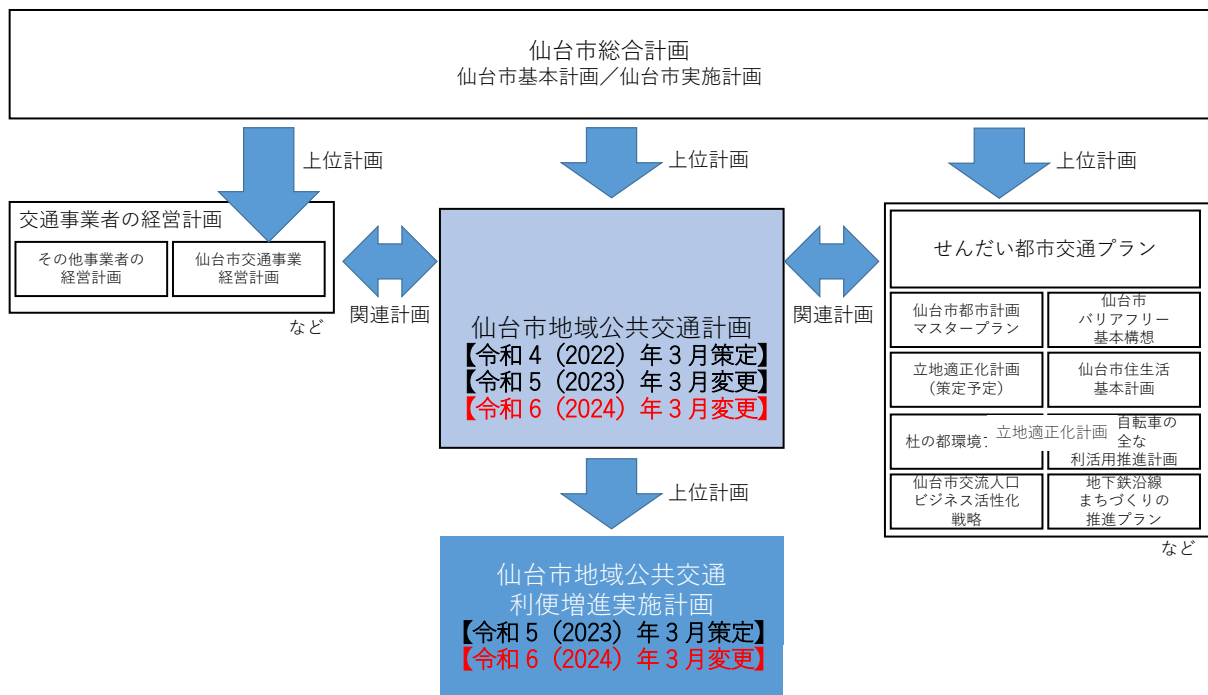 仙台市総合計画
仙台市基本計画／仙台市実施計画
上位計画
上位計画
上位計画
交通事業者の経営計画
その他事業者の
経営計画
仙台市交通事業
経営計画
など
関連計画
仙台市地域公共交通計画
【令和４（2022）年３月策定】
【令和５（2023）年３月変更】
【令和６（2024）年３月変更】
関連計画
せんだい都市交通プラン
仙台市都市計画
マスタープラン
仙台市
バリアフリー
基本構想
立地適正化計画
(策定予定)
仙台市住生活
基本計画
杜の都環境
立地適正化計画
自転車の
全な
利活用推進計画
仙台市交流人口
ビジネス活性化
戦略
地下鉄沿線
まちづくりの
推進プラン
など
上位計画
仙台市地域公共交通
利便増進実施計画
【令和５（2023）年３月策定】
【令和６（2024）年３月変更】